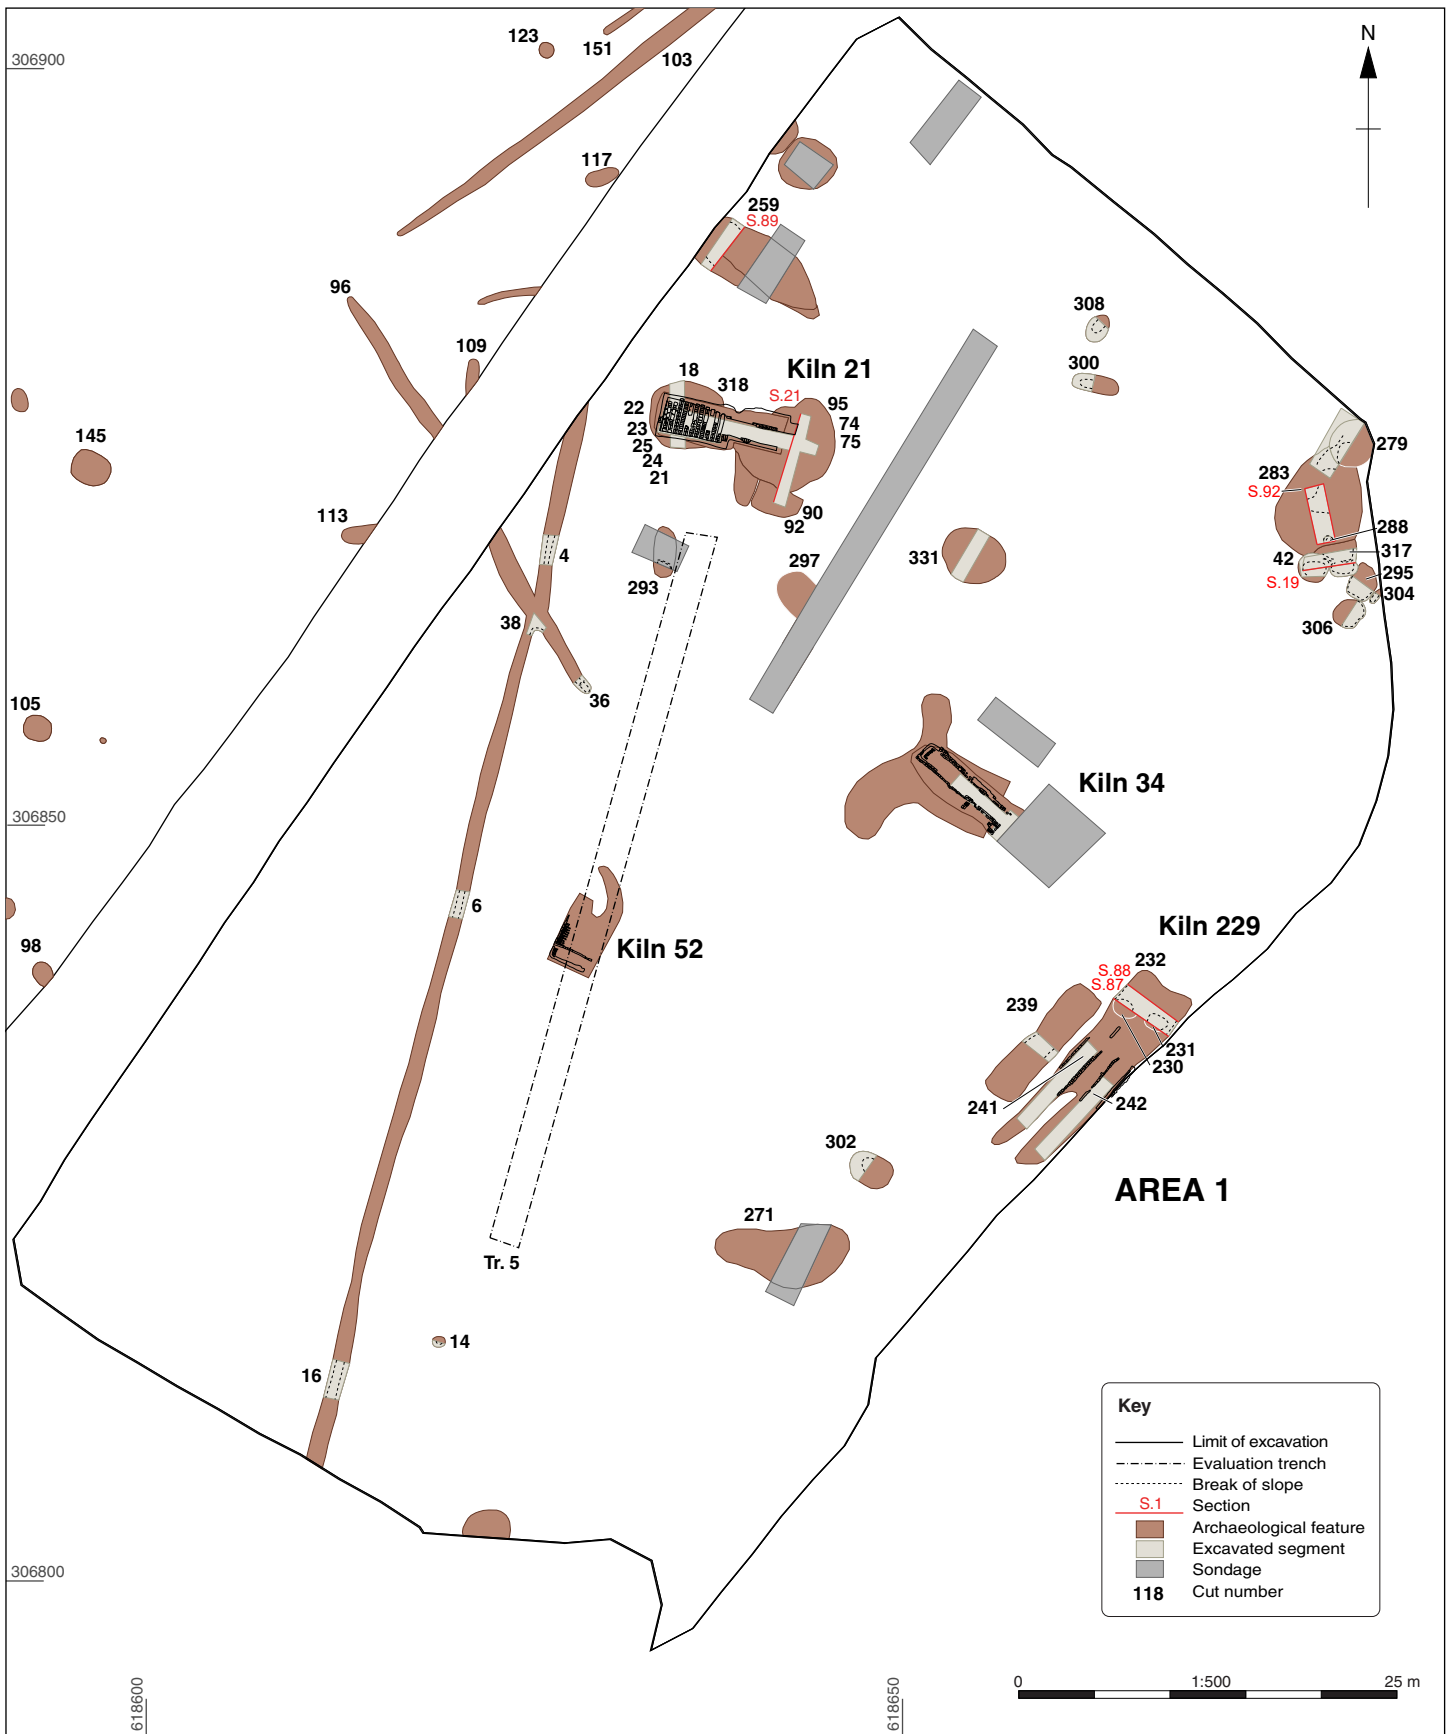 123
151
103
N
306900
117
259
S.89
96
308
109
300
Kiln 21
18
318
S.21
95
22
74
23
75
25
24
21
145
279
283
S.92
90
92
113
288
4
297
331
42
317
293
S.19
295
304
38
306
36
105
Kiln 34
306850
6
Kiln 229
98
Kiln 52
232
S.88
S.87
239
231
230
241
242
302
AREA 1
271
Tr. 5
14
16
Key
Limit of excavation
Evaluation trench
Break of slope
S.1 Section
Archaeological feature
Excavated segment
Sondage
118 Cut number
306800
618600
618650
0 1:500 25 m